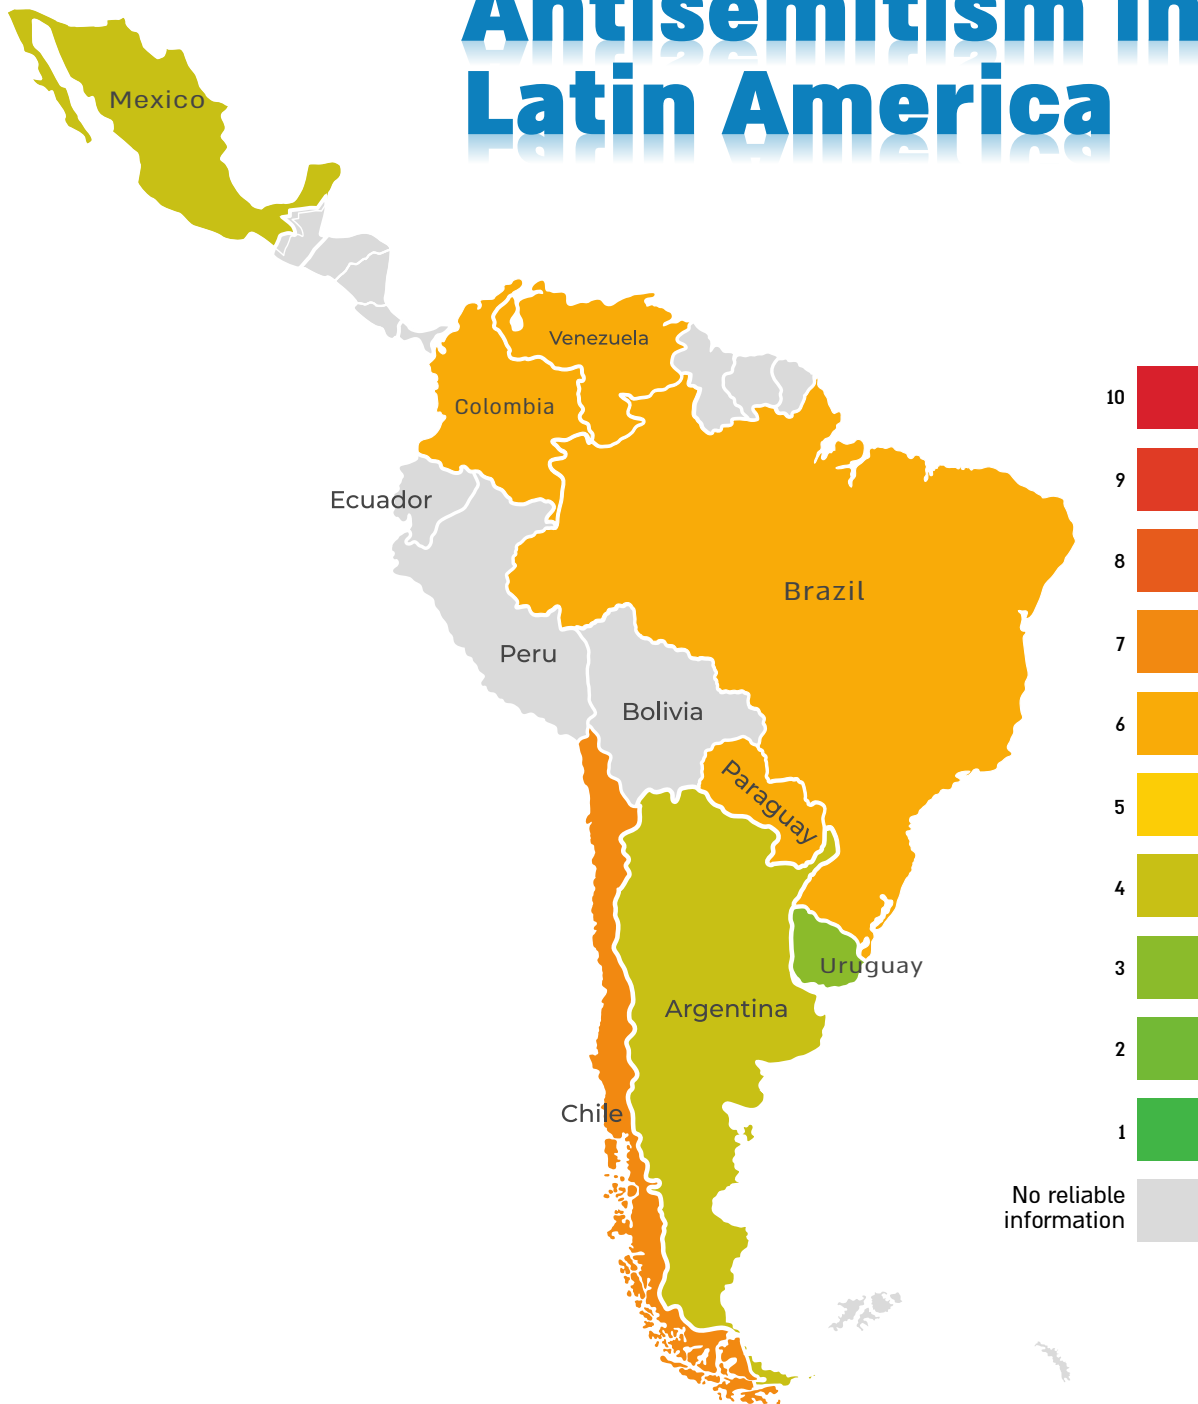 Antisemitism in
Latin America
Mexico
Venezuela
Colombia
Ecuador
Brazil
Peru
Bolivia
Paraguay
Uruguay
Argentina
Chile
10
9
8
7
6
5
4
3
2
1
No reliable
information